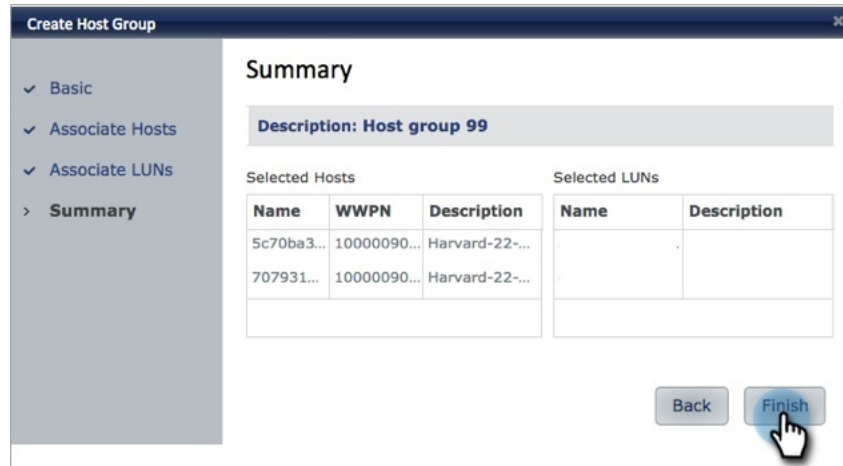 Create Host Group
Basic
Associate Hosts
Associate LUNs
Summary
Summary
Description: Host group 99
Selected Hosts
Name WWPN Description
5c70ba3... 10000090... Harvard-22-...
707931... 10000090... Harvard-22-...
Selected LUNs
Name Description
Back Finish